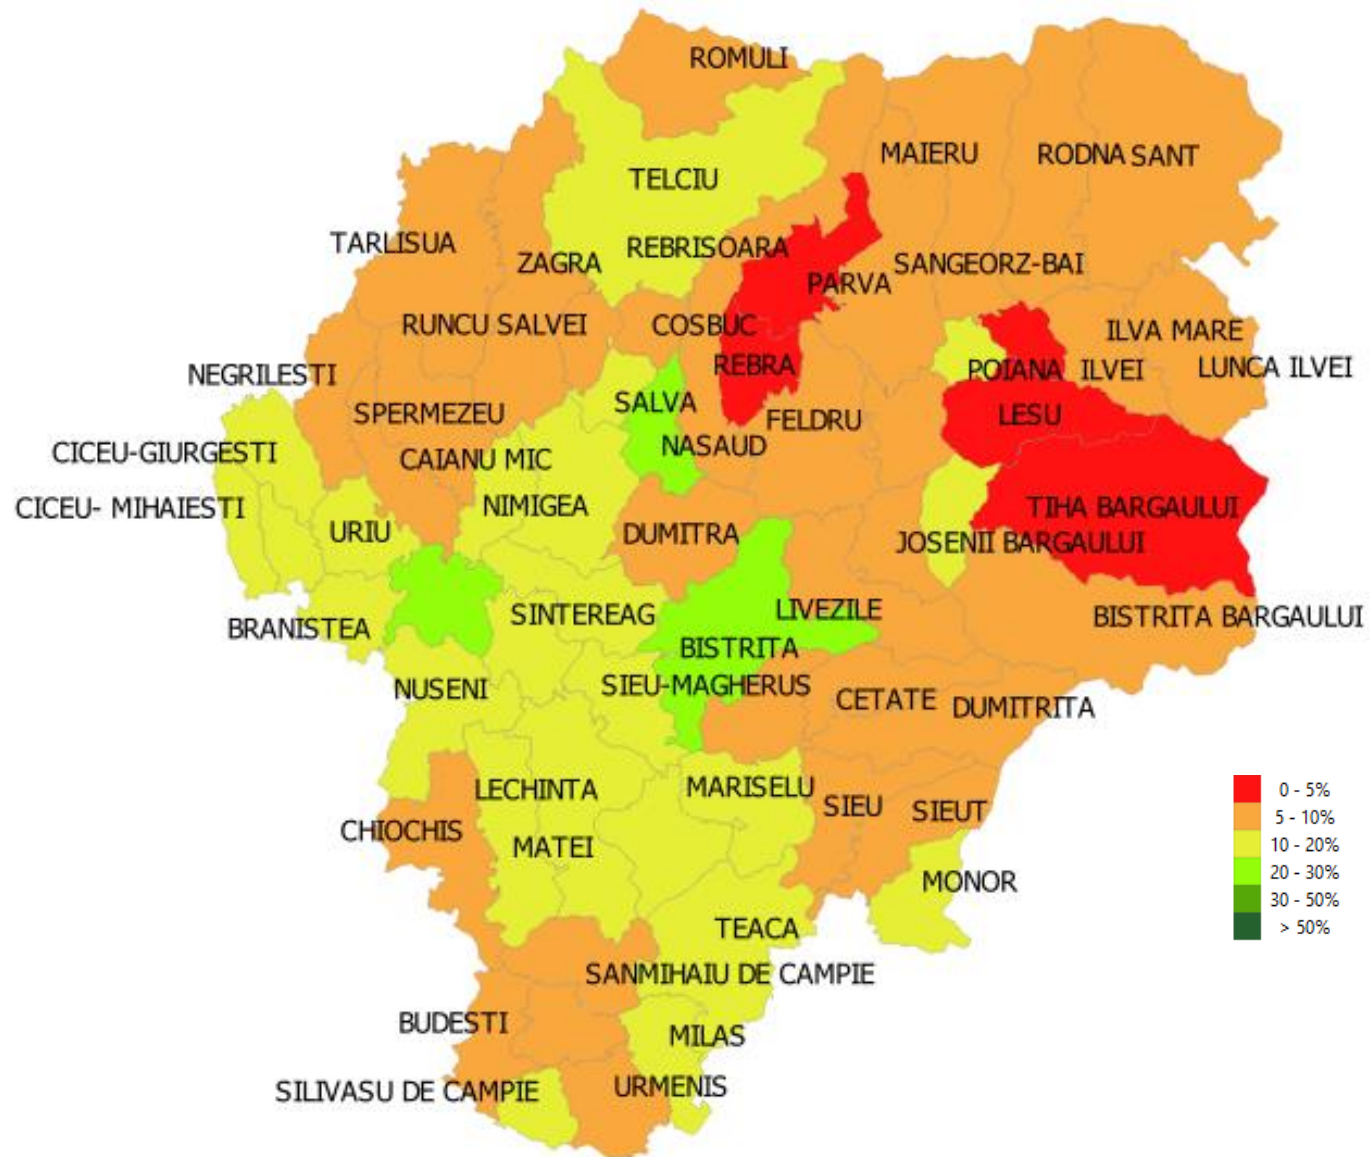 ROMULI
MAIERU
RODNA
SANT
TELCIU
TARLISUA
REBRISOARA
ZAGRA
SANGEORZ-BAI
PARVA
RUNCU SALVEI
COSBUC
ILVA MARE
REBRA
POIANA ILVEI
LUNCA ILVEI
NEGRILESTI
SALVA
SPERMEZEU
FELDRU
LESU
NASAUD
CICEU-GIURGESTI
CAIANU MIC
CICEU- MIHAIESTI
NIMIGEA
TIHA BARGAULUI
URIU
DUMITRA
JOSENII BARGAULUI
LIVEZILE
SINTEREAG
BISTRITA BARGAULUI
BRANISTEA
BISTRITA
NUSENI
SIEU-MAGHERUS
CETATE
DUMITRITA
LECHINTA
MARISELU
SIEU
SIEUT
CHIOCHIS
MATEI
MONOR
TEACA
SANMIHAIU DE CAMPIE
BUDESTI
MILAS
SILIVASU DE CAMPIE
URMENIS
0 - 5%
5 - 10%
10 - 20%
20 - 30%
30 - 50%
> 50%